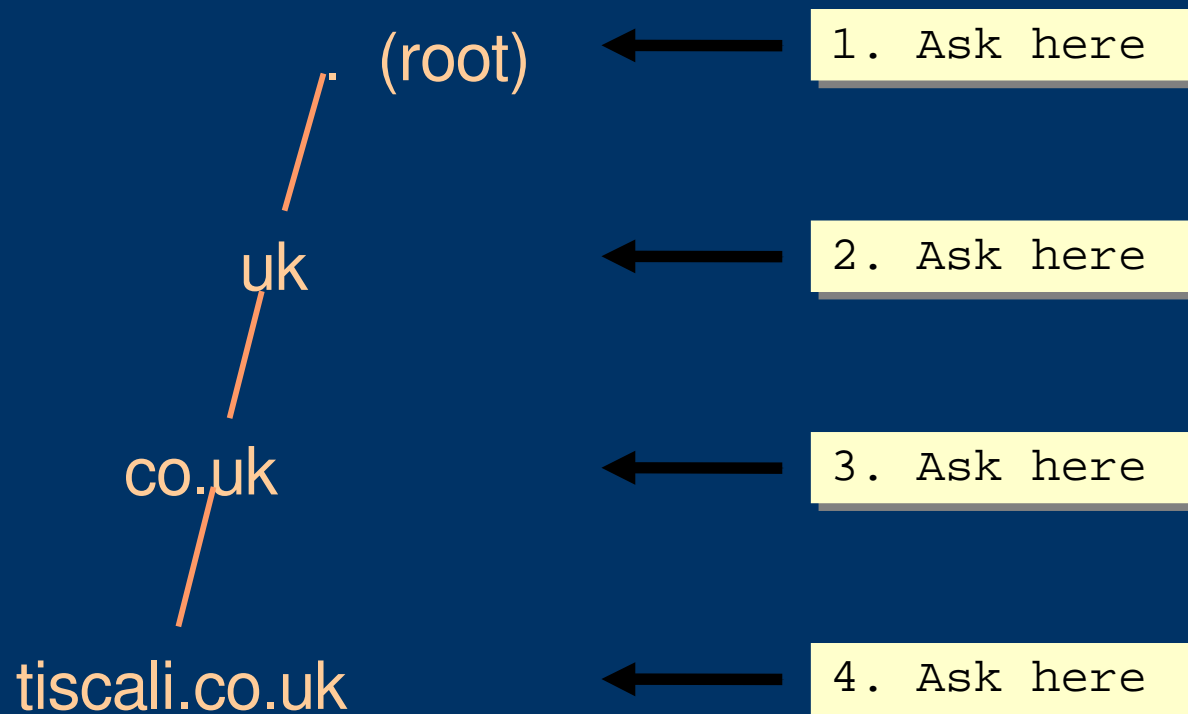 . (root)
1. Ask here
uk
2. Ask here
co.uk
3. Ask here
tiscali.co.uk
4. Ask here